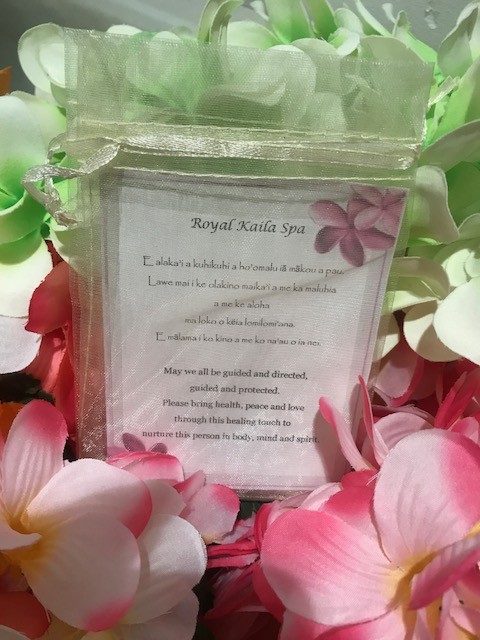 Royal Kaila Spa
E alaka'i a kuhikuhi a ho'omalu iā mākou a pau.
Lawe mai i ke olakino maika'i a me ka maluhia
a me ke aloha
ma loko o kēia lomilomi'ana.
E mālama i ko kino a me ko na'au o ia nei.
May we all be guided and directed,
guided and protected.
Please bring health, peace and love
through this healing touch to
nurture this person in body, mind and spirit.